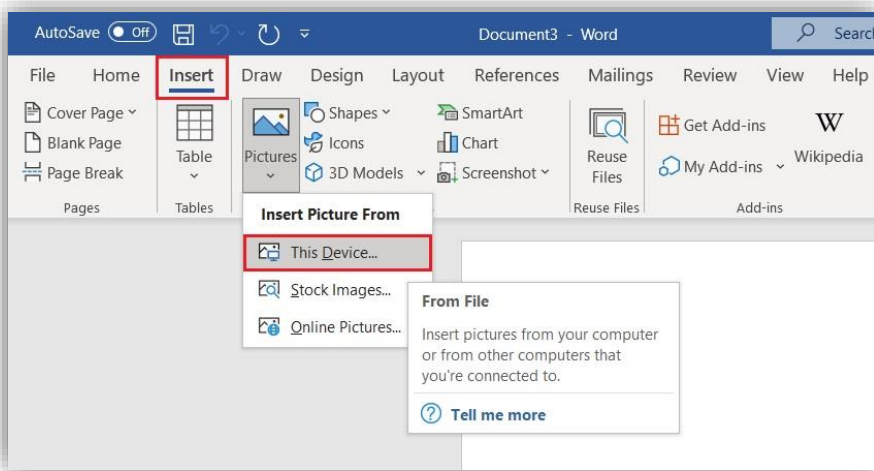 AutoSave Off Document3 - Word Search
File Home Insert Draw Design Layout References Mailings Review View Help
Cover Page
Blank Page
Page Break
Pages
Table
Tables
Pictures
Shapes
Icons
3D Models
SmartArt
Chart
Screenshot
Reuse
Files
Reuse Files
Get Add-ins
My Add-ins
W
Wikipedia
Add-ins
Insert Picture From
This Device...
Stock Images...
Online Pictures...
From File
Insert pictures from your computer
or from other computers that
you're connected to.
? Tell me more